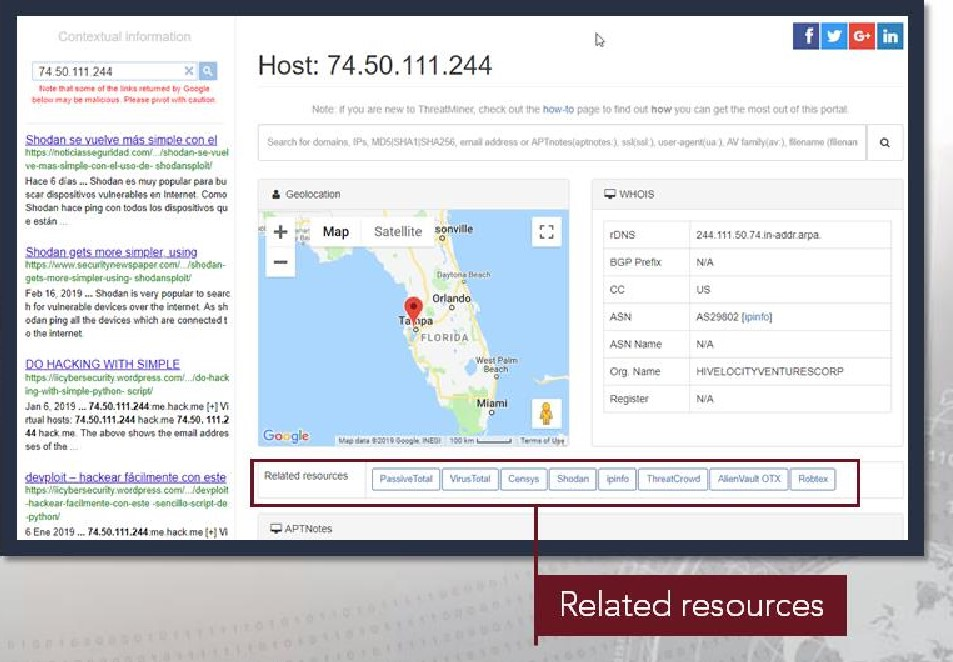 Contextual information
74.50.111.244
Note that some of the links returned by Google
below may be malicious. Please pivot with caution.
Shodan se vuelve más simple con el
https://noticiasseguridad.com/.../shodan-se-vuel
ve-mas-simple-con-el-uso-de- shodansploit/
Hace 6 días ... Shodan es muy popular para bu
scar dispositivos vulnerables en Internet. Como
Shodan hace ping con todos los dispositivos qu
e están ...
Shodan gets more simpler, using
https://www.securitynewspaper.com/.../shodan-
gets-more-simpler-using- shodansploit/
Feb 16, 2019 ... Shodan is very popular to searc
h for vulnerable devices over the internet. As sh
odan ping all the devices which are connected t
o the internet.
DO HACKING WITH SIMPLE
https://iicybersecurity.wordpress.com/.../do-hack
ing-with-simple-python- script/
Jan 6, 2019 ... 74.50.111.244:me.hack.me [+] Vi
rtual hosts: 74.50.111.244 hack.me 74.50. 111.2
44 hack.me. The above shows the email addres
ses of the ...
devploit – hackear fácilmente con este
https://iicybersecurity.wordpress.com/.../devploit
-hackear-facilmente-con-este -sencillo-script-de
-python/
6 Ene 2019 ... 74.50.111.244:me.hack.me [+] Vi
f G+ in
Host: 74.50.111.244
Note: if you are new to ThreatMiner, check out the how-to page to find out how you can get the most out of this portal.
Search for domains, IPs, MD5|SHA1|SHA256, email address or APTnotes(aptnotes:), ssl(ssl:), user-agent(ua:), AV family(av:), filename (filenan
Geolocation
+ Map Satellite sonville
−
Daytona Beach
Orlando
Tampa
FLORIDA
West Palm
Beach
Miami
Google Map data ©2019 Google, INEGI 100 km Terms of Use
WHOIS
rDNS 244.111.50.74.in-addr.arpa.
BGP Prefix N/A
CC US
ASN AS29802 [ipinfo]
ASN Name N/A
Org. Name HIVELOCITYVENTURESCORP
Register N/A
Related resources PassiveTotal VirusTotal Censys Shodan ipinfo ThreatCrowd AlienVault OTX Robtex
APTNotes
Related resources